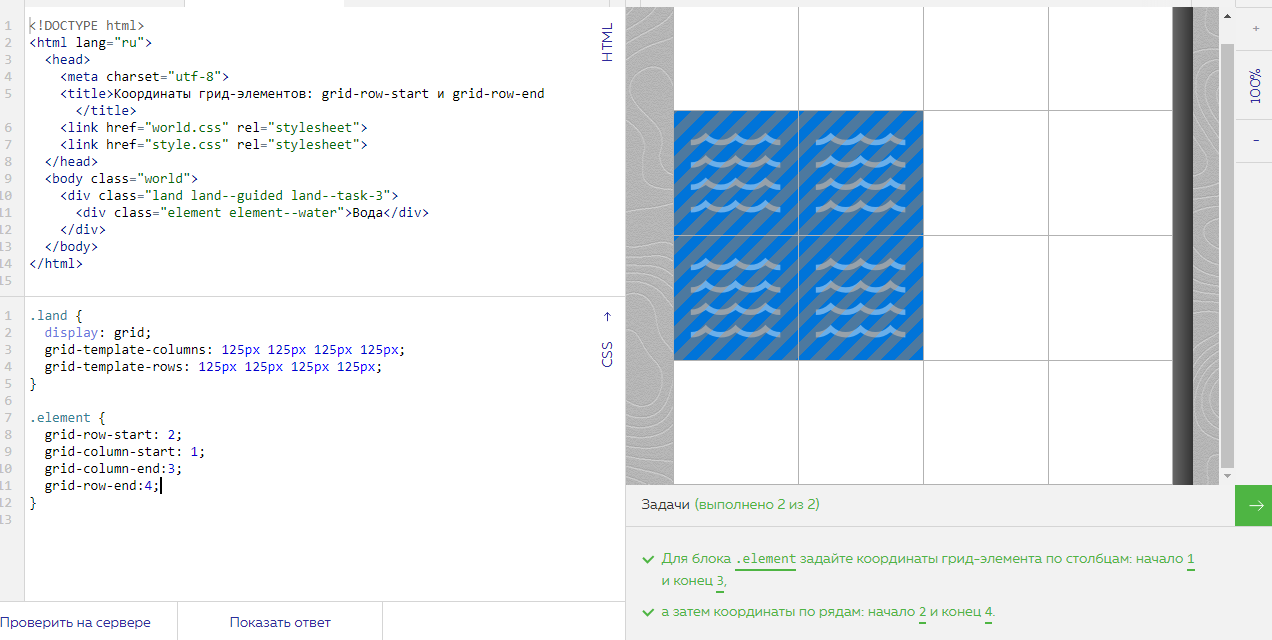 1 <!DOCTYPE html>
2 <html lang="ru">
3 <head>
4 <meta charset="utf-8">
5 <title>Координаты грид-элементов: grid-row-start и grid-row-end
</title>
6 <link href="world.css" rel="stylesheet">
7 <link href="style.css" rel="stylesheet">
8 </head>
9 <body class="world">
10 <div class="land land--guided land--task-3">
11 <div class="element element--water">Вода</div>
12 </div>
13 </body>
14 </html>
15
HTML
1 .land {
2 display: grid;
3 grid-template-columns: 125px 125px 125px 125px;
4 grid-template-rows: 125px 125px 125px 125px;
5 }
6
7 .element {
8 grid-row-start: 2;
9 grid-column-start: 1;
10 grid-column-end:3;
11 grid-row-end:4;
12 }
13
CSS
Проверить на сервере
Показать ответ
+
100%
-
Задачи (выполнено 2 из 2)
Для блока .element задайте координаты грид-элемента по столбцам: начало 1
и конец 3,
а затем координаты по рядам: начало 2 и конец 4.